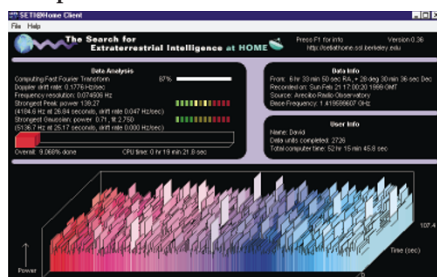 SETI@Home Client
File Help
The Search for
Extraterrestrial Intelligence at HOME
Press F1 for info
Version 0.36
http://setiathome.ssl.berkeley.edu
Data Analysis
Computing Fast Fourier Transform 87%
Doppler drift rate: 0.1776 Hz/sec
Frequency resolution: 0.074506 Hz
Strongest Peak: power 139.27
(4184.6 Hz at 26.84 seconds, drift rate 0.047 Hz/sec)
Strongest Gaussian: power 0.71, fit 2.750
(5136.7 Hz at 25.17 seconds, drift rate 0.000 Hz/sec)
Overall: 9.068% done
CPU time: 0 hr 19 min 21.8 sec
Data Info
From: 6 hr 33 min 50 sec RA, + 28 deg 30 min 36 sec Dec
Recorded on: Sun Feb 21 17:00:20 1999 GMT
Source: Arecibo Radio Observatory
Base Frequency: 1.419599607 GHz
User Info
Name: David
Data units completed: 2726
Total computer time: 52 hr 15 min 45.8 sec
107.4
Time (sec)
Power